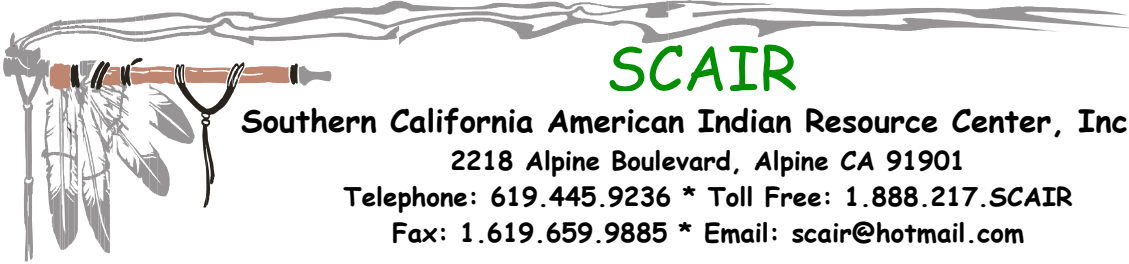 SCAIR
Southern California American Indian Resource Center, Inc
2218 Alpine Boulevard, Alpine CA 91901
Telephone: 619.445.9236 * Toll Free: 1.888.217.SCAIR
Fax: 1.619.659.9885 * Email: scair@hotmail.com